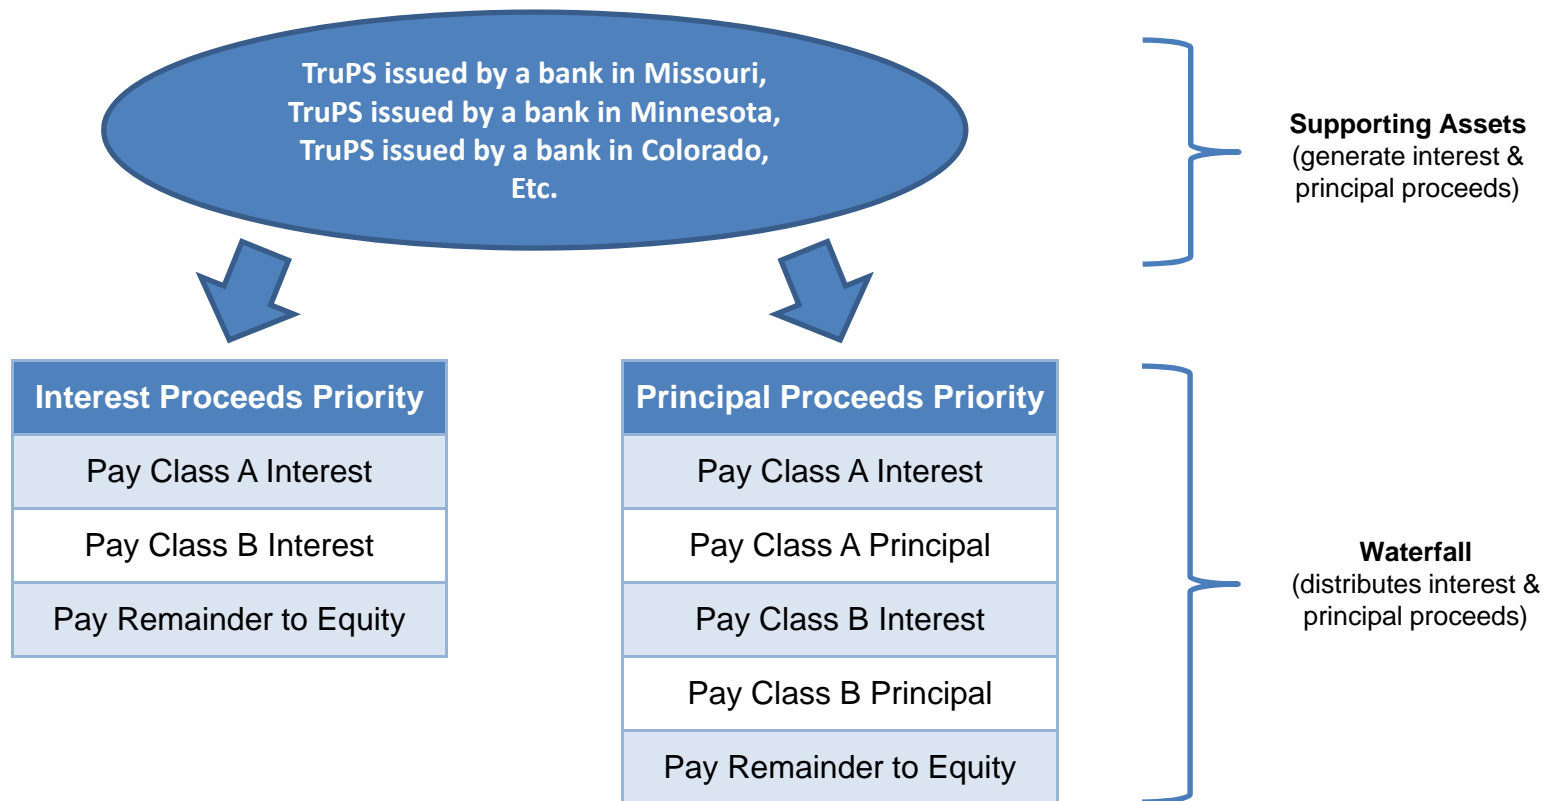 TruPS issued by a bank in Missouri,
TruPS issued by a bank in Minnesota,
TruPS issued by a bank in Colorado,
Etc.
Supporting Assets
(generate interest &
principal proceeds)
Interest Proceeds Priority
Pay Class A Interest
Pay Class B Interest
Pay Remainder to Equity
Principal Proceeds Priority
Pay Class A Interest
Pay Class A Principal
Pay Class B Interest
Pay Class B Principal
Pay Remainder to Equity
Waterfall
(distributes interest &
principal proceeds)